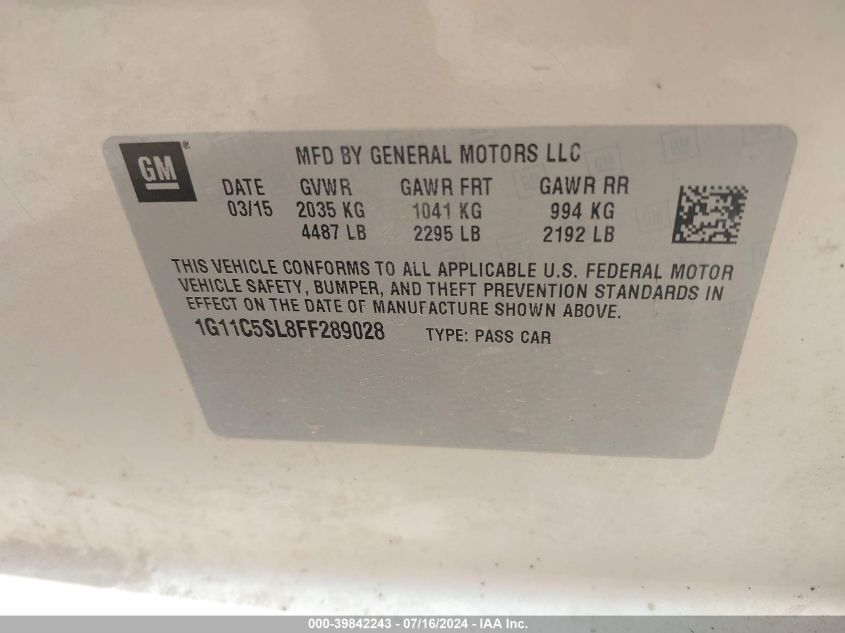 GM®
MFD BY GENERAL MOTORS LLC
DATE GVWR GAWR FRT GAWR RR
03/15 2035 KG 1041 KG 994 KG
4487 LB 2295 LB 2192 LB
THIS VEHICLE CONFORMS TO ALL APPLICABLE U.S. FEDERAL MOTOR
VEHICLE SAFETY, BUMPER, AND THEFT PREVENTION STANDARDS IN
EFFECT ON THE DATE OF MANUFACTURE SHOWN ABOVE.
1G11C5SL8FF289028 TYPE: PASS CAR
000-39842243 - 07/16/2024 - IAA Inc.